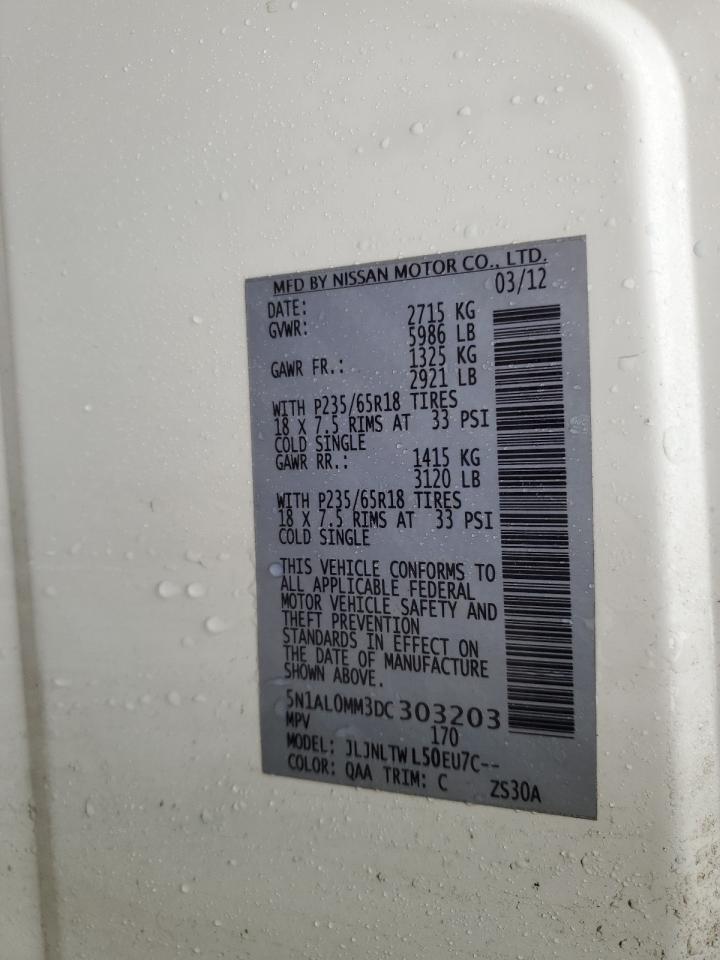 MFD BY NISSAN MOTOR CO., LTD.
DATE: 03/12
GVWR: 2715 KG
5986 LB
GAWR FR.: 1325 KG
2921 LB
WITH P235/65R18 TIRES
18 X 7.5 RIMS AT 33 PSI
COLD SINGLE
GAWR RR.: 1415 KG
3120 LB
WITH P235/65R18 TIRES
18 X 7.5 RIMS AT 33 PSI
COLD SINGLE
THIS VEHICLE CONFORMS TO
ALL APPLICABLE FEDERAL
MOTOR VEHICLE SAFETY AND
THEFT PREVENTION
STANDARDS IN EFFECT ON
THE DATE OF MANUFACTURE
SHOWN ABOVE.
5N1AL0MM3DC303203
MPV 170
MODEL: JLJNLTWL50EU7C--
COLOR: QAA TRIM: C ZS30A